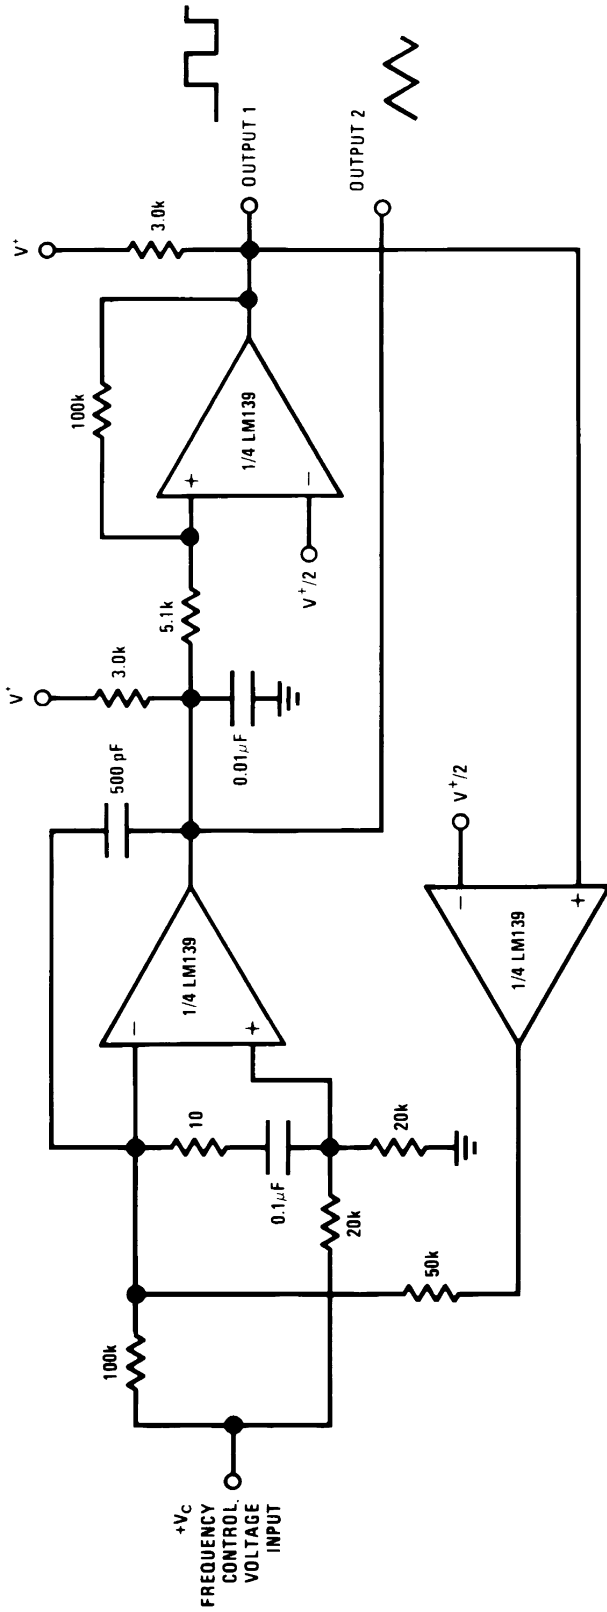 +VC
FREQUENCY
CONTROL.
VOLTAGE
INPUT
100k
50k
20k
0.1μF
10
20k
1/4 LM139
−
+
500 pF
V+
3.0k
0.01μF
5.1k
V+/2
100k
1/4 LM139
+
−
V+
3.0k
OUTPUT 1
OUTPUT 2
V+/2
1/4 LM139
−
+